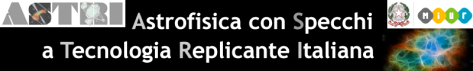 ASTRI Astrofisica con Specchi
a Tecnologia Replicante Italiana
MIUR